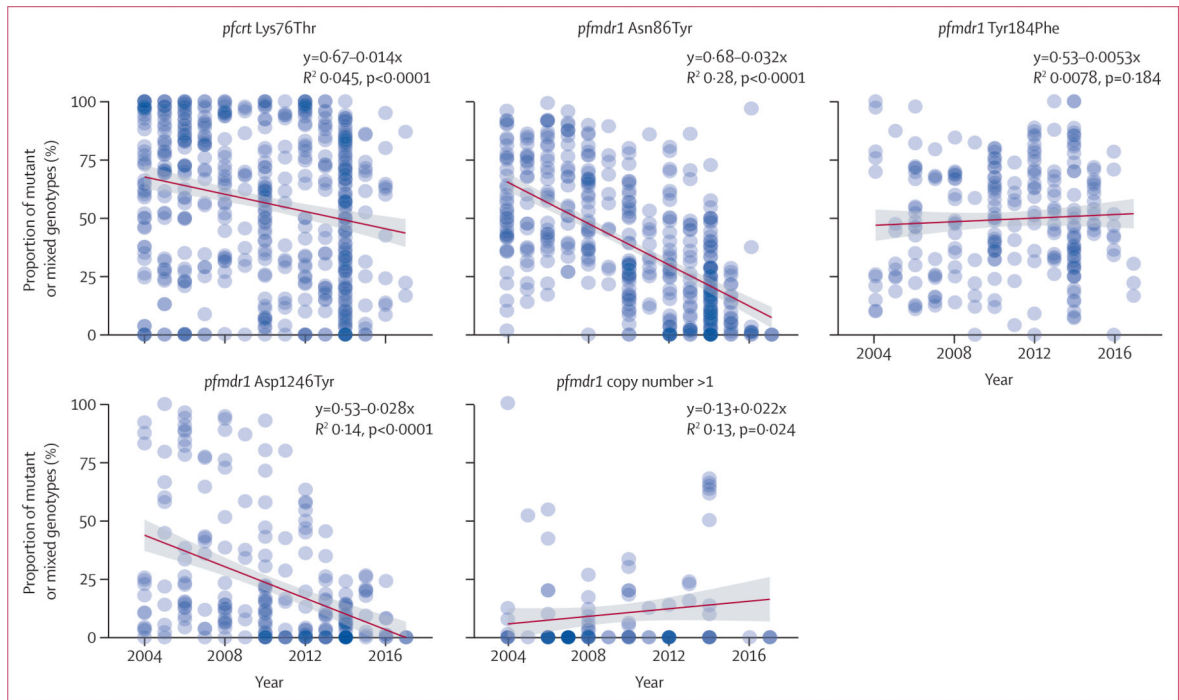 pfcrt Lys76Thr
y=0·67–0·014x
R² 0·045, p<0·0001
pfmdr1 Asn86Tyr
y=0·68–0·032x
R² 0·28, p<0·0001
pfmdr1 Tyr184Phe
y=0·53–0·0053x
R² 0·0078, p=0·184
Proportion of mutant
or mixed genotypes (%)
100
75
50
25
0
2004
2008
2012
2016
Year
pfmdr1 Asp1246Tyr
y=0·53–0·028x
R² 0·14, p<0·0001
pfmdr1 copy number >1
y=0·13+0·022x
R² 0·13, p=0·024
Proportion of mutant
or mixed genotypes (%)
100
75
50
25
0
2004
2008
2012
2016
Year
2004
2008
2012
2016
Year